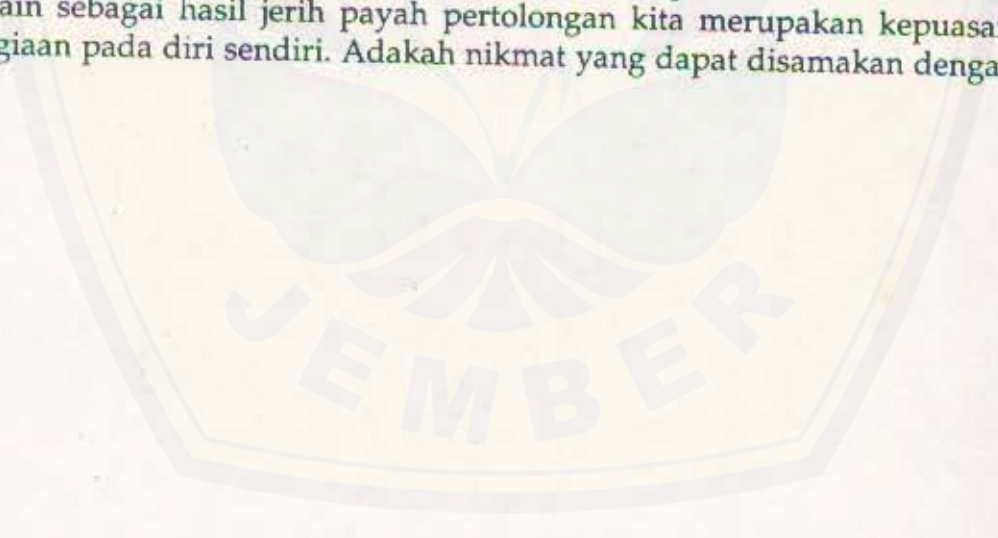 ain sebagai hasil jerih payah pertolongan kita merupakan kepuasa
giaan pada diri sendiri. Adakah nikmat yang dapat disamakan denga
JEMBER